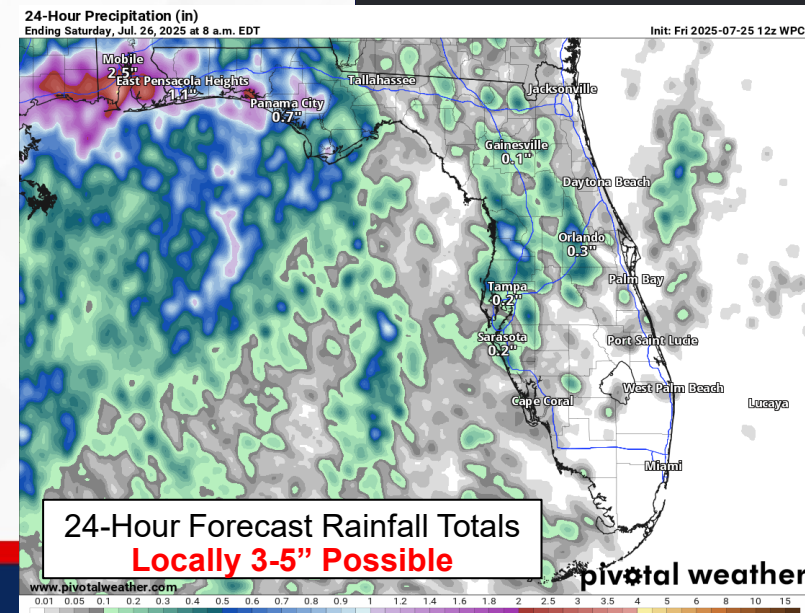 24-Hour Precipitation (in)
Ending Saturday, Jul. 26, 2025 at 8 a.m. EDT
Init: Fri 2025-07-25 12z WPC
Mobile
2.5"
East Pensacola Heights
1.1"
Panama City
0.7"
Tallahassee
Jacksonville
Gainesville
0.1"
Daytona Beach
Orlando
0.3"
Palm Bay
Tampa
0.2"
Sarasota
0.2"
Port Saint Lucie
West Palm Beach
Cape Coral
Lucaya
Miami
24-Hour Forecast Rainfall Totals
Locally 3-5” Possible
www.pivotalweather.com
pivotal weather
0.01 0.05 0.1 0.2 0.3 0.4 0.5 0.6 0.7 0.8 0.9 1 1.2 1.4 1.6 1.8 2 2.5 3 3.5 4 5 6 7 8 9 10 15